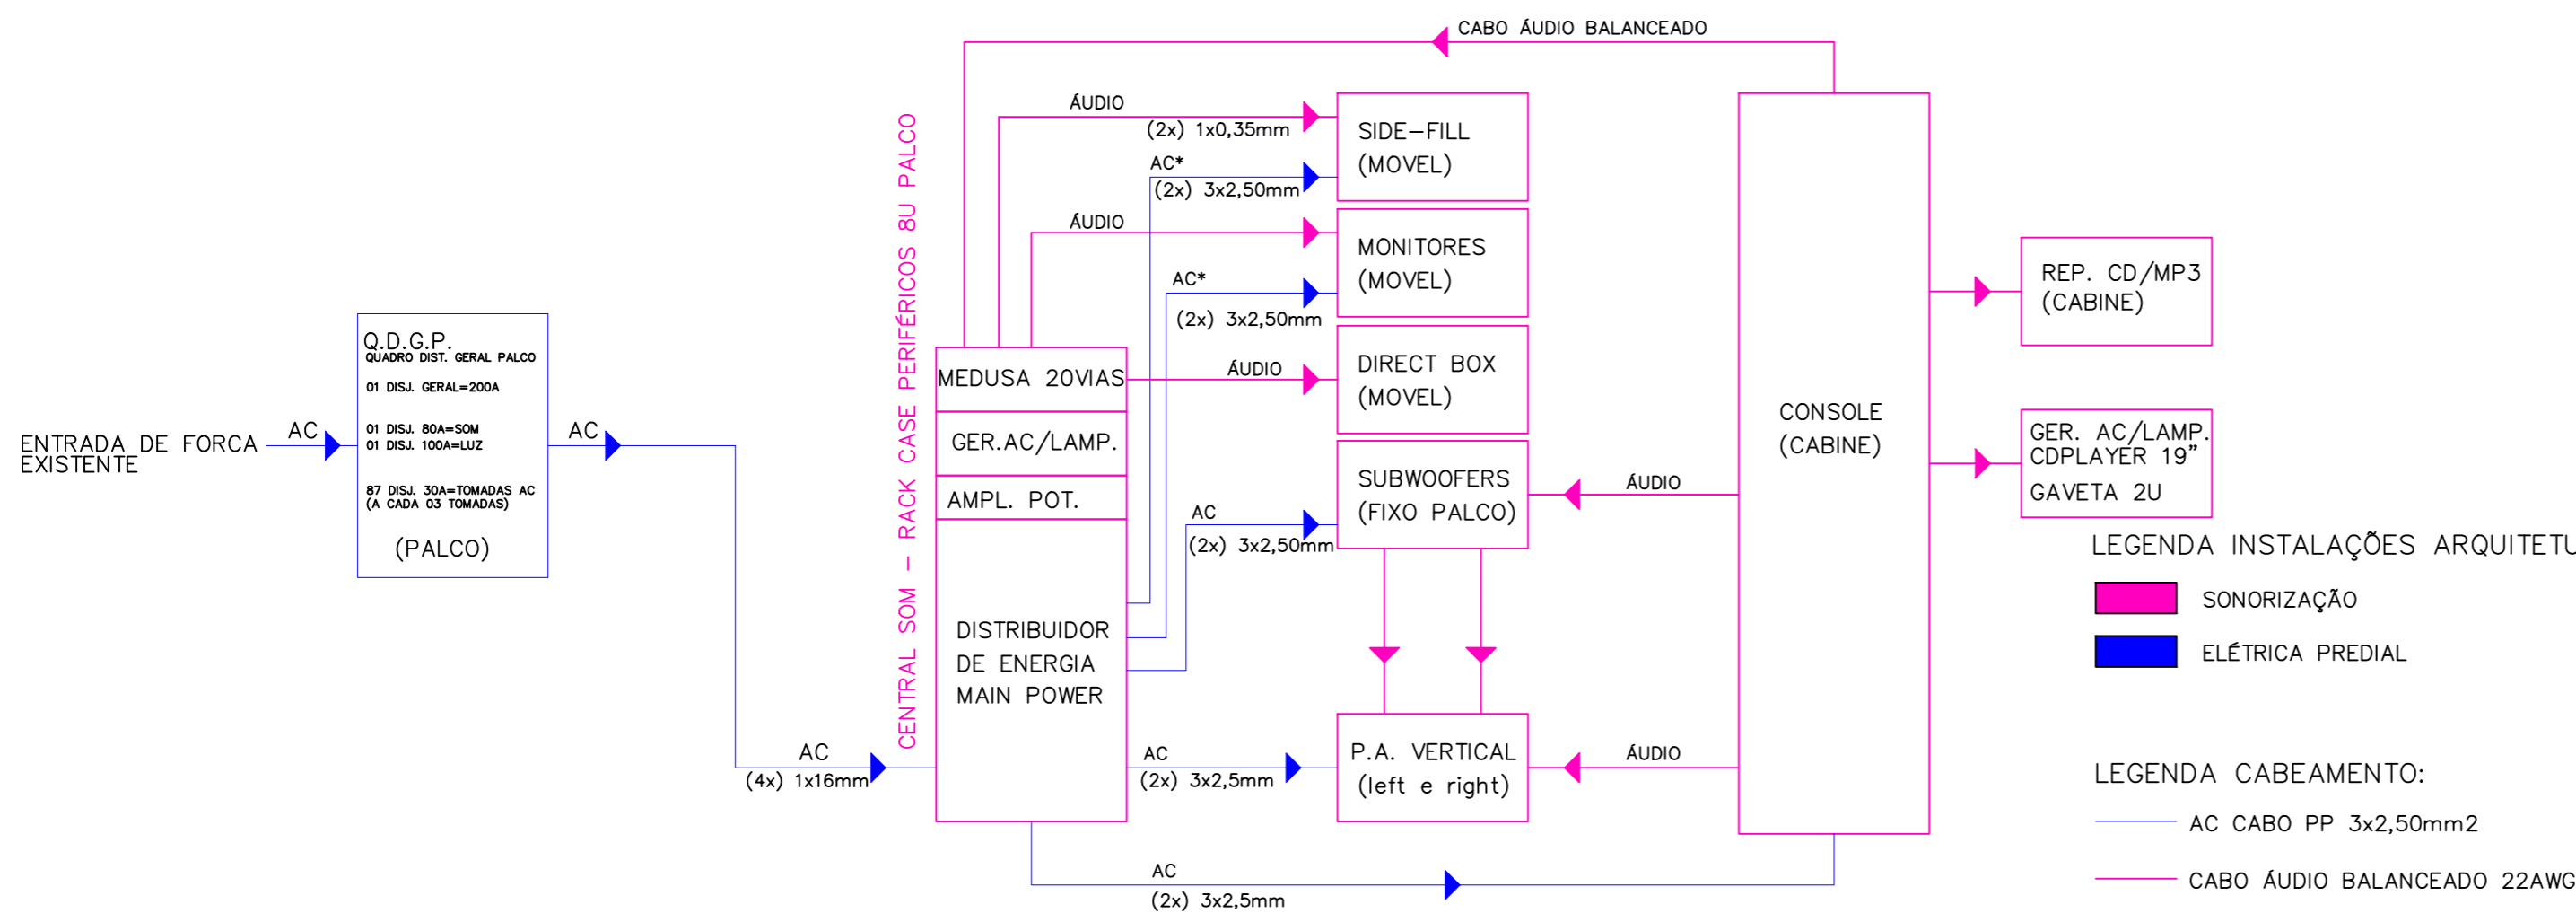 CABO ÁUDIO BALANCEADO
ENTRADA DE FORCA
EXISTENTE
AC
Q.D.G.P.
QUADRO DIST. GERAL PALCO
01 DISJ. GERAL=200A
01 DISJ. 80A=SOM
01 DISJ. 100A=LUZ
87 DISJ. 30A=TOMADAS AC
(A CADA 03 TOMADAS)
(PALCO)
AC
AC
(4x) 1x16mm
CENTRAL SOM - RACK CASE PERIFÉRICOS 8U PALCO
MEDUSA 20VIAS
GER.AC/LAMP.
AMPL. POT.
DISTRIBUIDOR
DE ENERGIA
MAIN POWER
ÁUDIO
(2x) 1x0,35mm
AC*
(2x) 3x2,50mm
ÁUDIO
AC*
(2x) 3x2,50mm
ÁUDIO
AC
(2x) 3x2,50mm
AC
(2x) 3x2,5mm
AC
(2x) 3x2,5mm
SIDE-FILL
(MOVEL)
MONITORES
(MOVEL)
DIRECT BOX
(MOVEL)
SUBWOOFERS
(FIXO PALCO)
P.A. VERTICAL
(left e right)
ÁUDIO
ÁUDIO
CONSOLE
(CABINE)
REP. CD/MP3
(CABINE)
GER. AC/LAMP.
CDPLAYER 19"
GAVETA 2U
LEGENDA INSTALAÇÕES ARQUITETU
SONORIZAÇÃO
ELÉTRICA PREDIAL
LEGENDA CABEAMENTO:
AC CABO PP 3x2,50mm2
CABO ÁUDIO BALANCEADO 22AWG